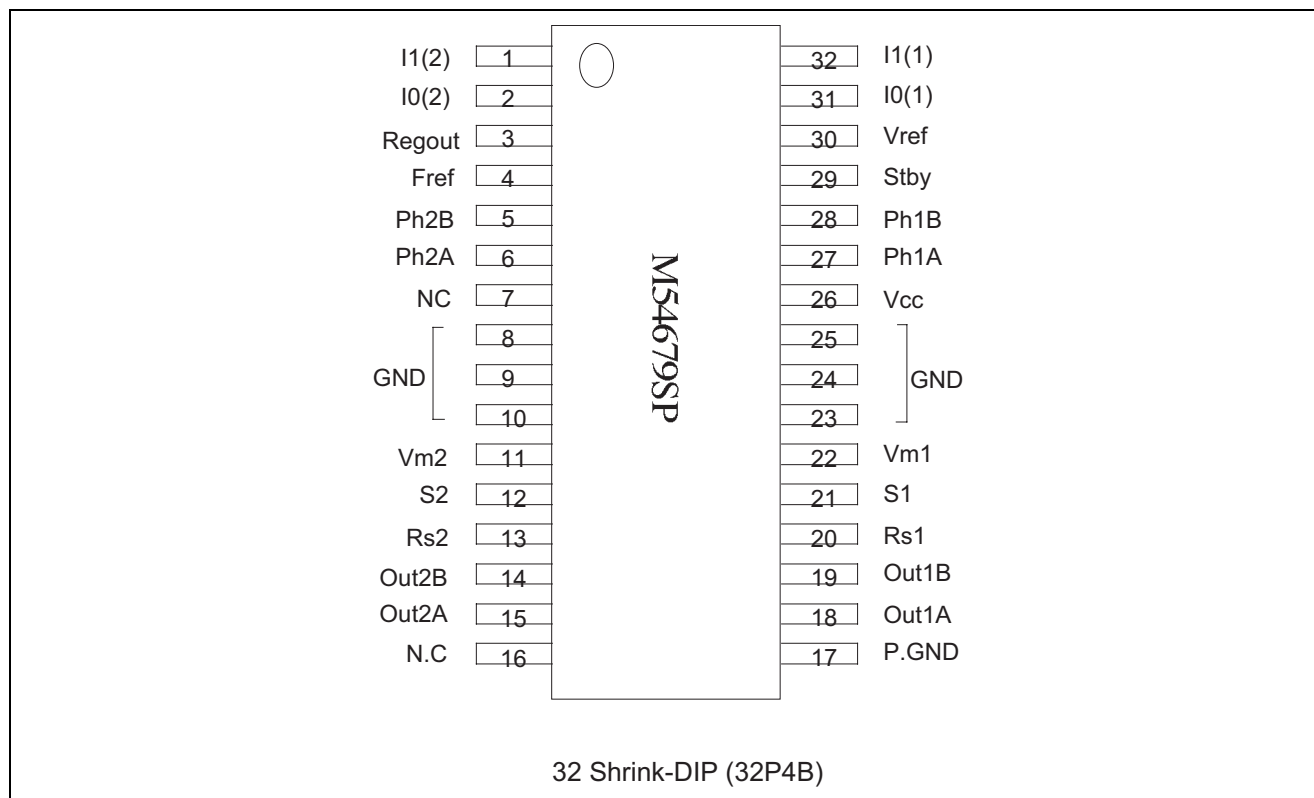 I1(2) 1 32 I1(1)
I0(2) 2 31 I0(1)
Regout 3 30 Vref
Fref 4 29 Stby
Ph2B 5 28 Ph1B
Ph2A 6 27 Ph1A
NC 7 26 Vcc
8 25
GND 9 24 GND
10 23
Vm2 11 22 Vm1
S2 12 21 S1
Rs2 13 20 Rs1
Out2B 14 19 Out1B
Out2A 15 18 Out1A
N.C 16 17 P.GND
M54679SP
32 Shrink-DIP (32P4B)